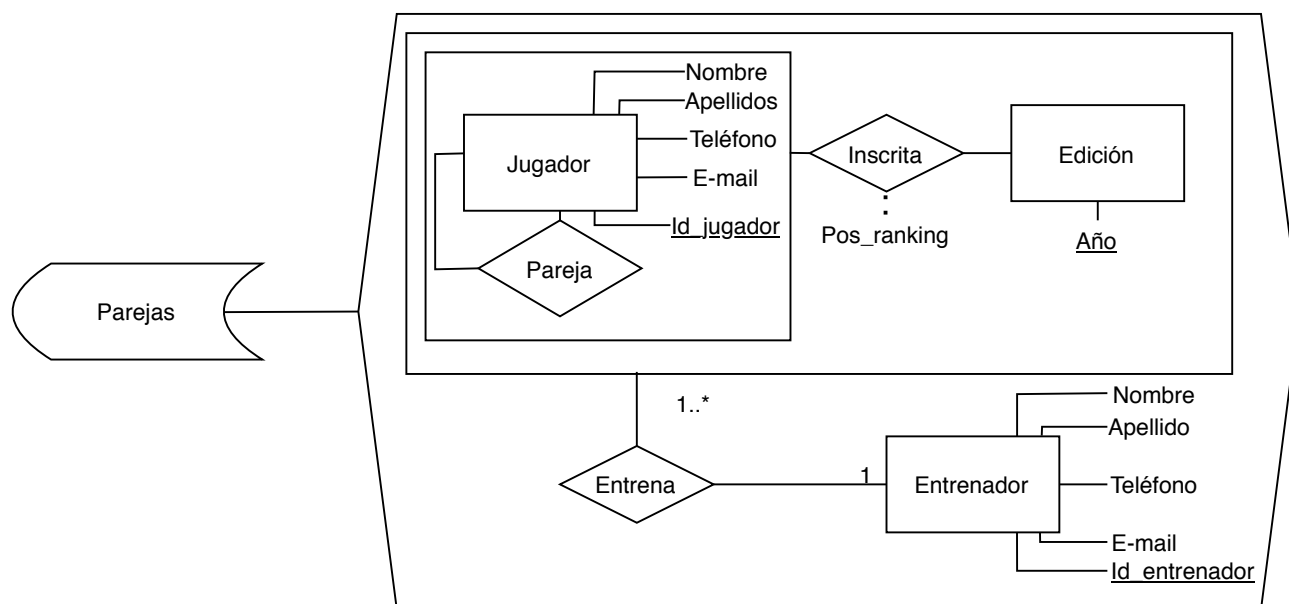 Nombre
Apellidos
Teléfono
Jugador
E-mail
Id_jugador
Pareja
Inscrita
Pos_ranking
Edición
Año
Parejas
1..*
Entrena
1
Entrenador
Nombre
Apellido
Teléfono
E-mail
Id_entrenador